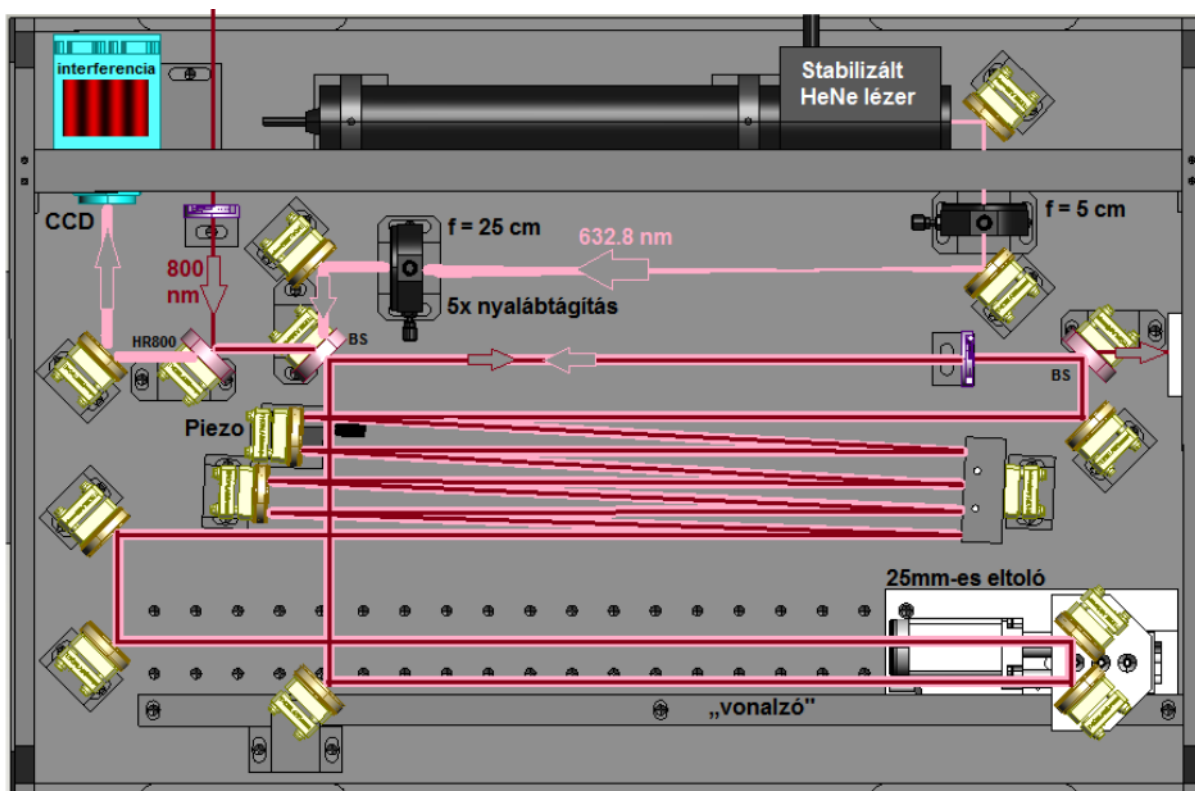 interferencia
Stabilizált
HeNe lézer
CCD
f = 25 cm
632.8 nm
f = 5 cm
800
nm
5x nyalábtágítás
HR800
BS
BS
Piezo
25mm-es eltoló
„vonalzó"